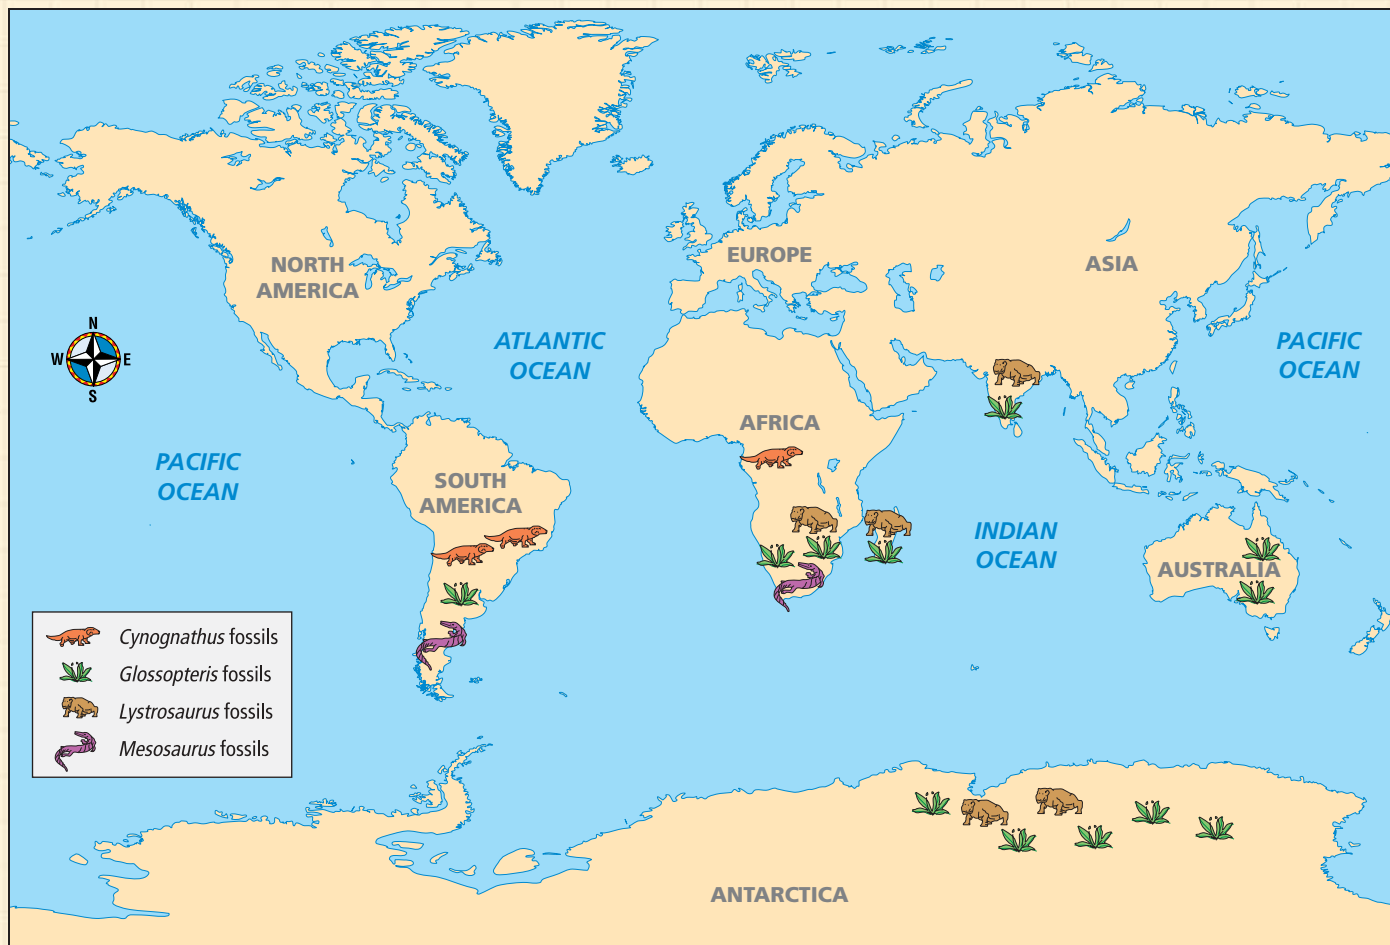 NORTH
AMERICA
EUROPE
ASIA
N
W
E
S
ATLANTIC
OCEAN
PACIFIC
OCEAN
AFRICA
PACIFIC
OCEAN
SOUTH
AMERICA
INDIAN
OCEAN
AUSTRALIA
Cynognathus fossils
Glossopteris fossils
Lystrosaurus fossils
Mesosaurus fossils
ANTARCTICA